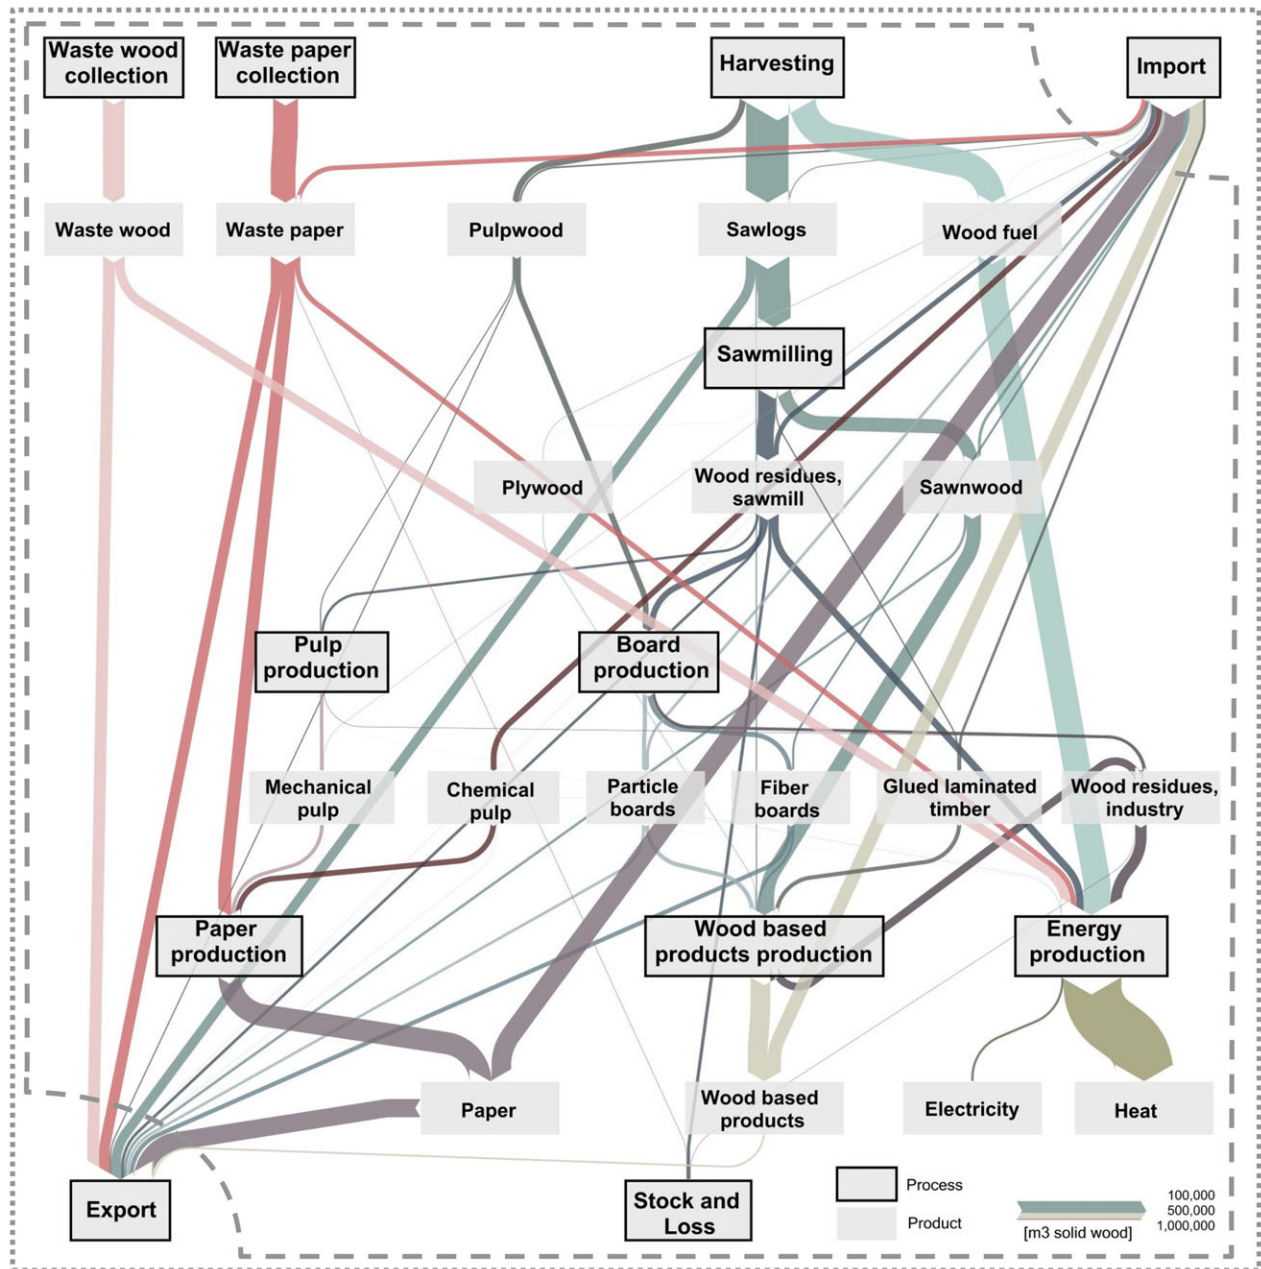 Waste wood
collection
Waste paper
collection
Harvesting
Import
Waste wood
Waste paper
Pulpwood
Sawlogs
Wood fuel
Sawmilling
Plywood
Wood residues,
sawmill
Sawnwood
Pulp
production
Board
production
Mechanical
pulp
Chemical
pulp
Particle
boards
Fiber
boards
Glued laminated
timber
Wood residues,
industry
Paper
production
Wood based
products production
Energy
production
Paper
Wood based
products
Electricity
Heat
Export
Stock and
Loss
Process
Product
100,000
500,000
1,000,000
[m3 solid wood]